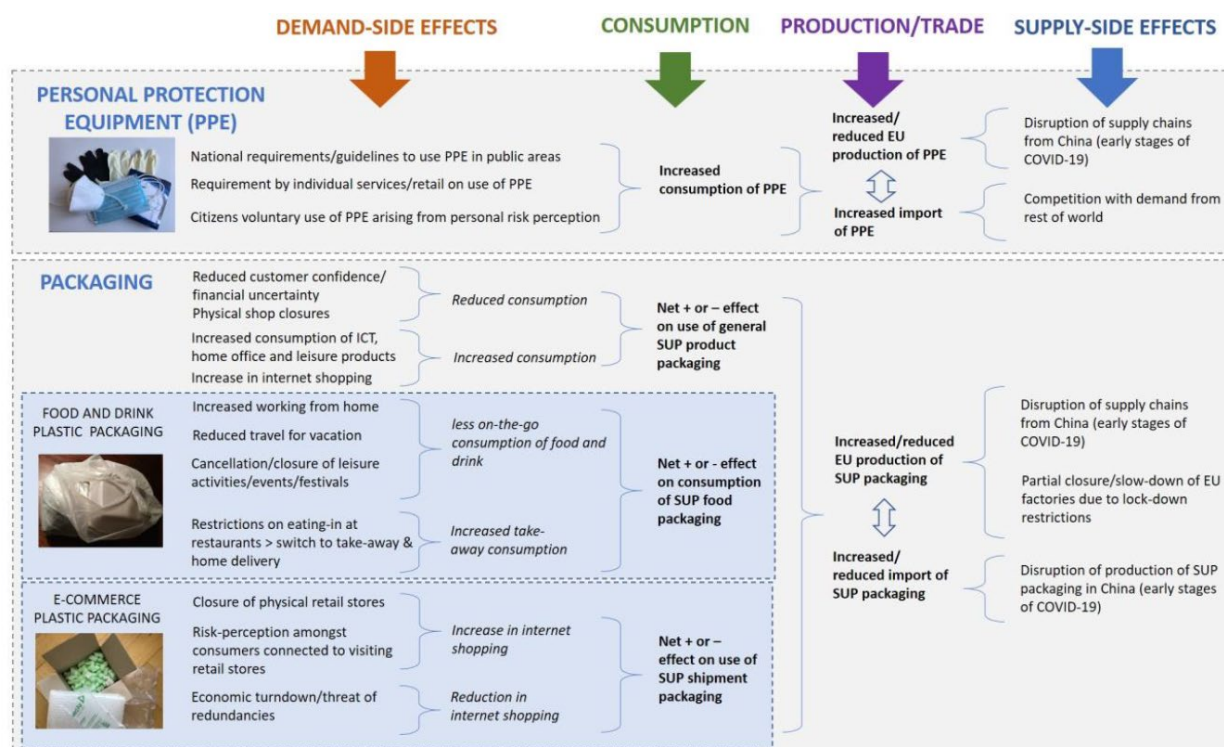 DEMAND-SIDE EFFECTS
CONSUMPTION
PRODUCTION/TRADE
SUPPLY-SIDE EFFECTS
PERSONAL PROTECTION
EQUIPMENT (PPE)
National requirements/guidelines to use PPE in public areas
Requirement by individual services/retail on use of PPE
Citizens voluntary use of PPE arising from personal risk perception
Increased
consumption of PPE
Increased/
reduced EU
production of PPE
Increased import
of PPE
Disruption of supply chains
from China (early stages of
COVID-19)
Competition with demand from
rest of world
PACKAGING
Reduced customer confidence/
financial uncertainty
Physical shop closures
Reduced consumption
Increased consumption of ICT,
home office and leisure products
Increase in internet shopping
Increased consumption
Net + or – effect
on use of general
SUP product
packaging
FOOD AND DRINK
PLASTIC PACKAGING
Increased working from home
Reduced travel for vacation
Cancellation/closure of leisure
activities/events/festivals
less on-the-go
consumption of food and
drink
Restrictions on eating-in at
restaurants > switch to take-away &
home delivery
Increased take-
away consumption
Net + or - effect
on consumption
of SUP food
packaging
E-COMMERCE
PLASTIC PACKAGING
Closure of physical retail stores
Risk-perception amongst
consumers connected to visiting
retail stores
Increase in internet
shopping
Economic turndown/threat of
redundancies
Reduction in
internet shopping
Net + or –
effect on use of
SUP shipment
packaging
Increased/reduced
EU production of
SUP packaging
Increased/
reduced import of
SUP packaging
Disruption of supply chains
from China (early stages of
COVID-19)
Partial closure/slow-down of EU
factories due to lock-down
restrictions
Disruption of production of SUP
packaging in China (early stages
of COVID-19)